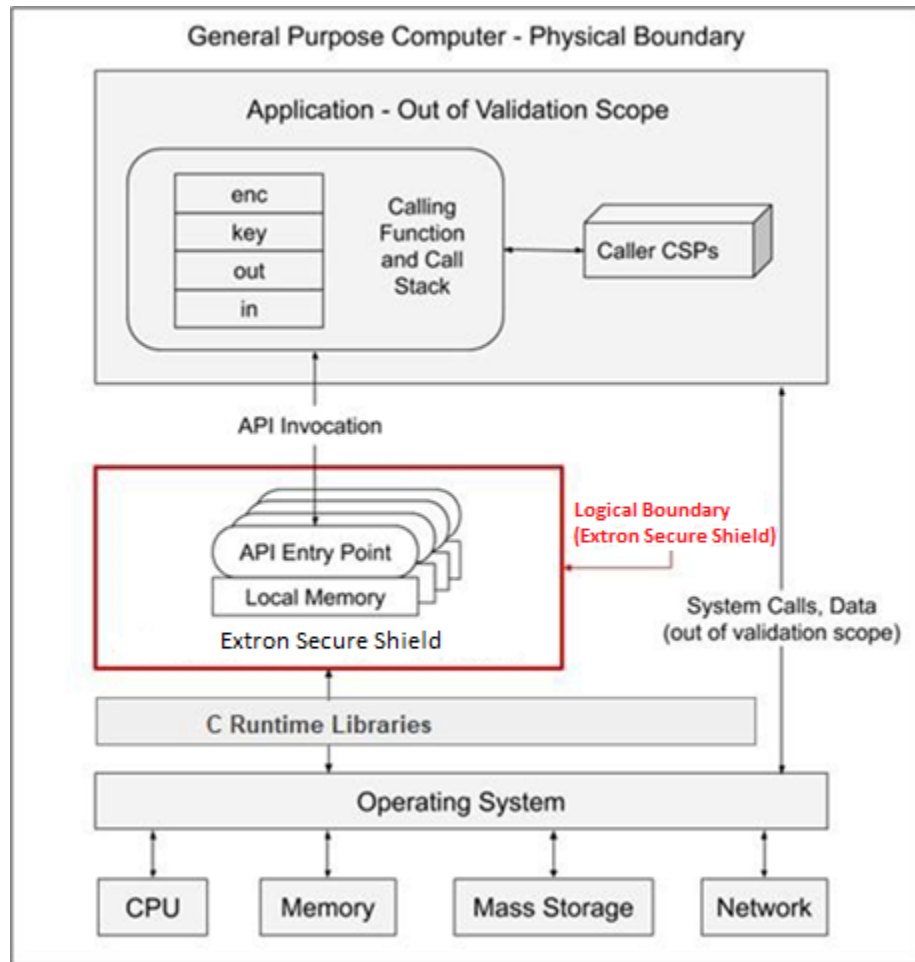 General Purpose Computer - Physical Boundary
Application - Out of Validation Scope
enc
key
out
in
Calling
Function
and Call
Stack
Caller CSPs
API Invocation
API Entry Point
Local Memory
Extron Secure Shield
Logical Boundary
(Extron Secure Shield)
System Calls, Data
(out of validation scope)
C Runtime Libraries
Operating System
CPU
Memory
Mass Storage
Network